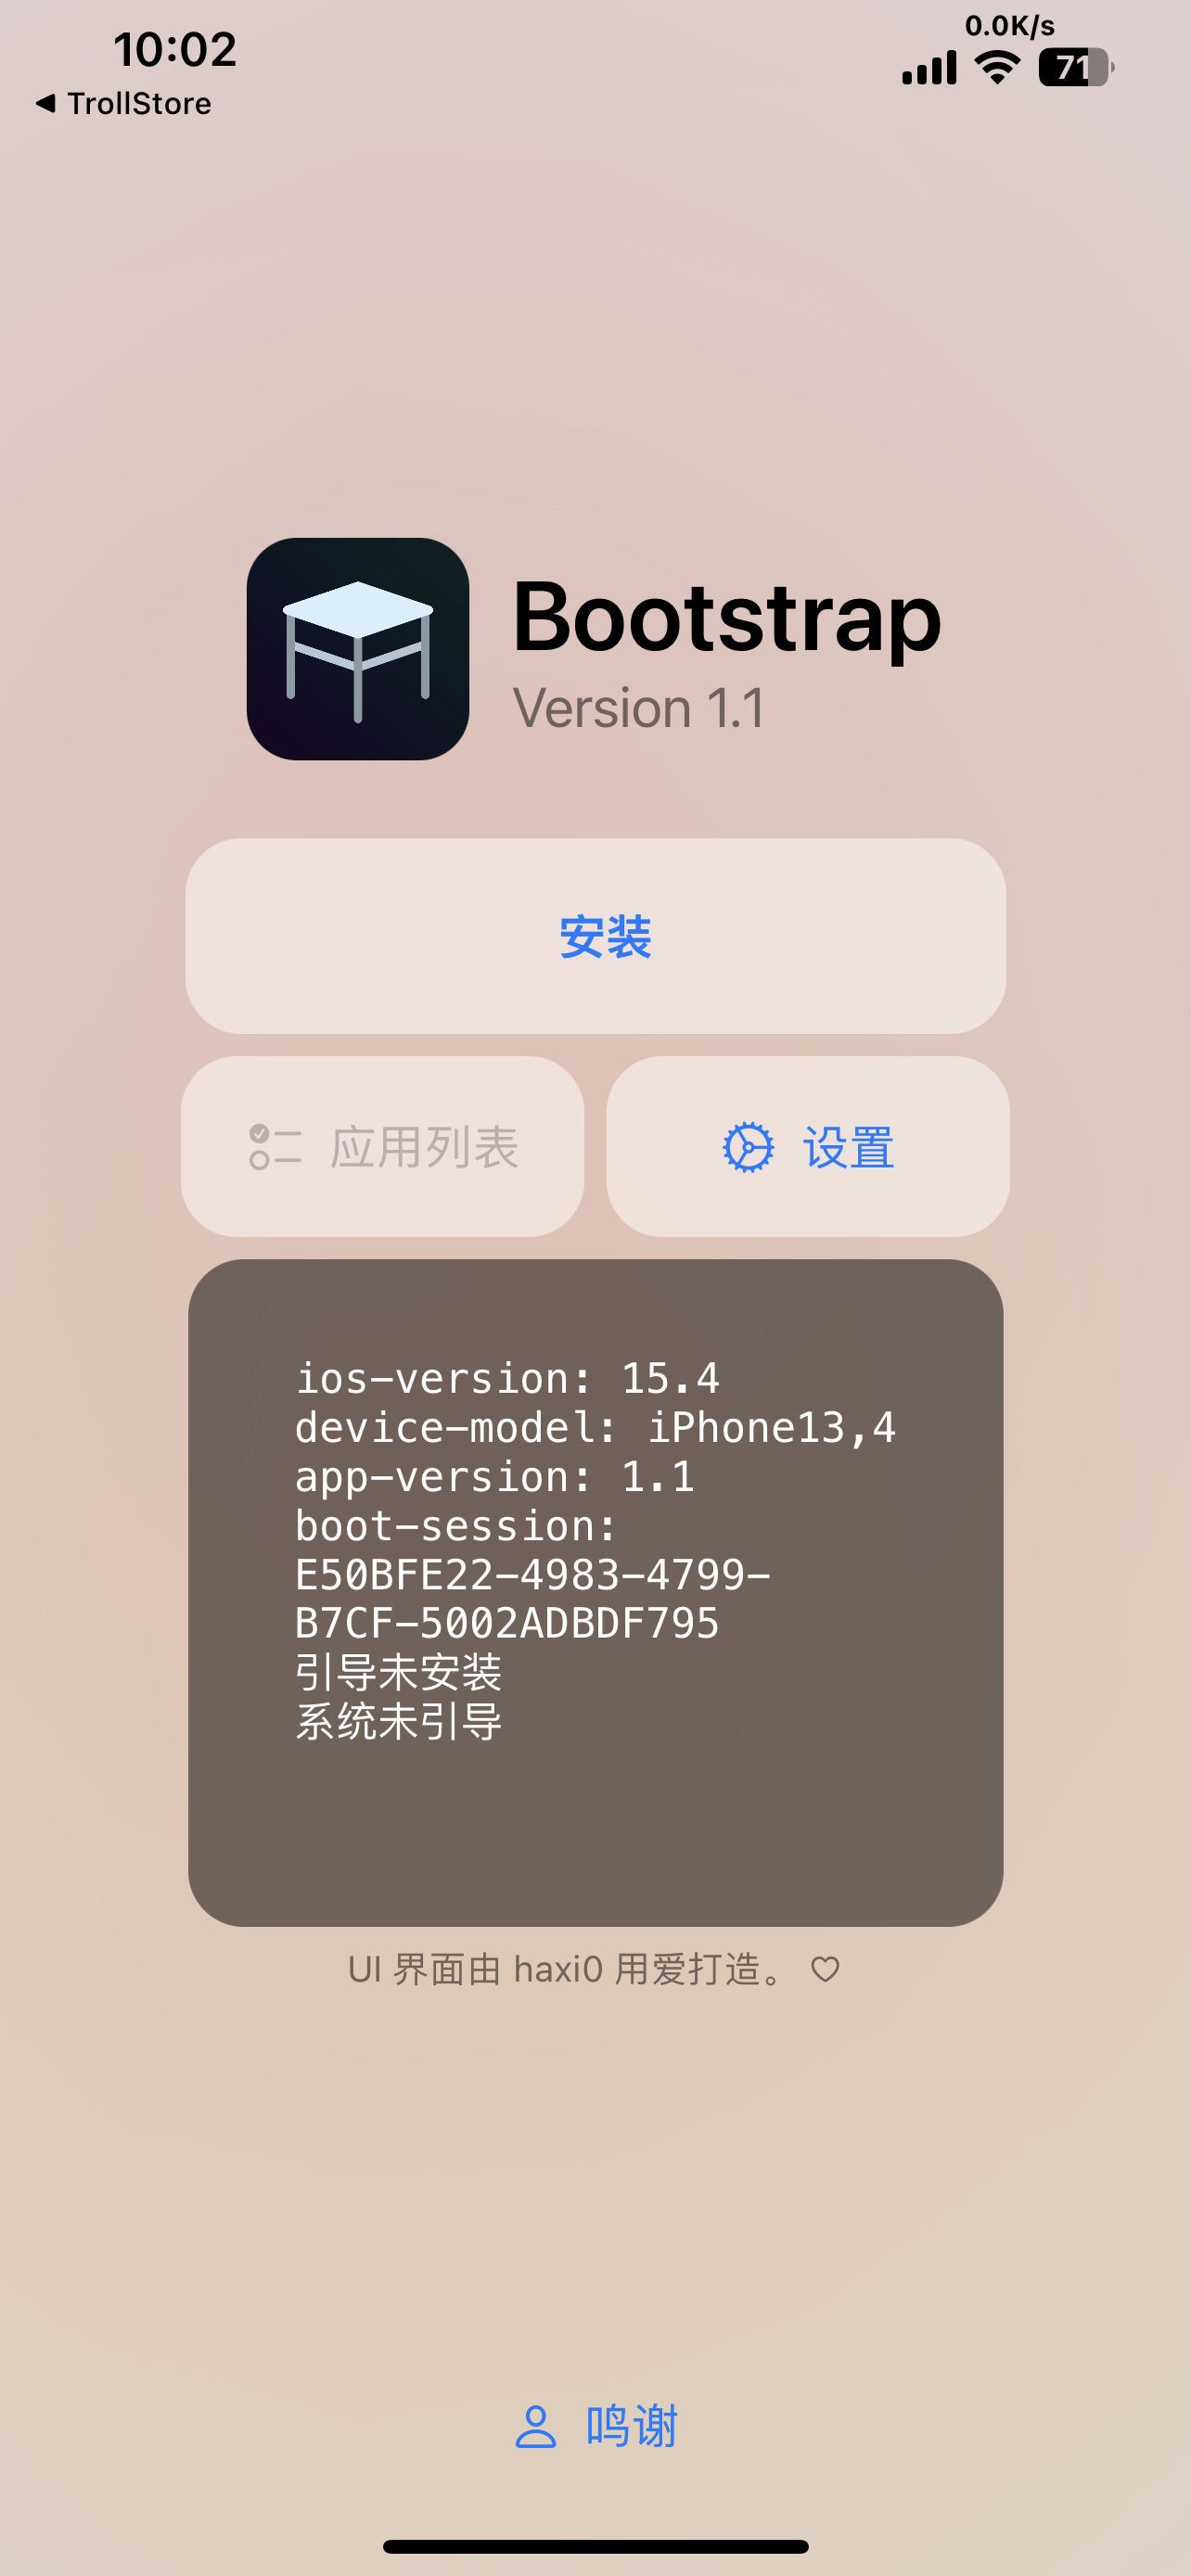 10:02
0.0K/s
71
◀ TrollStore
Bootstrap
Version 1.1
安装
应用列表
设置
ios-version: 15.4
device-model: iPhone13,4
app-version: 1.1
boot-session:
E50BFE22-4983-4799-
B7CF-5002ADBDF795
引导未安装
系统未引导
UI 界面由 haxi0 用爱打造。 ♡
鸣谢